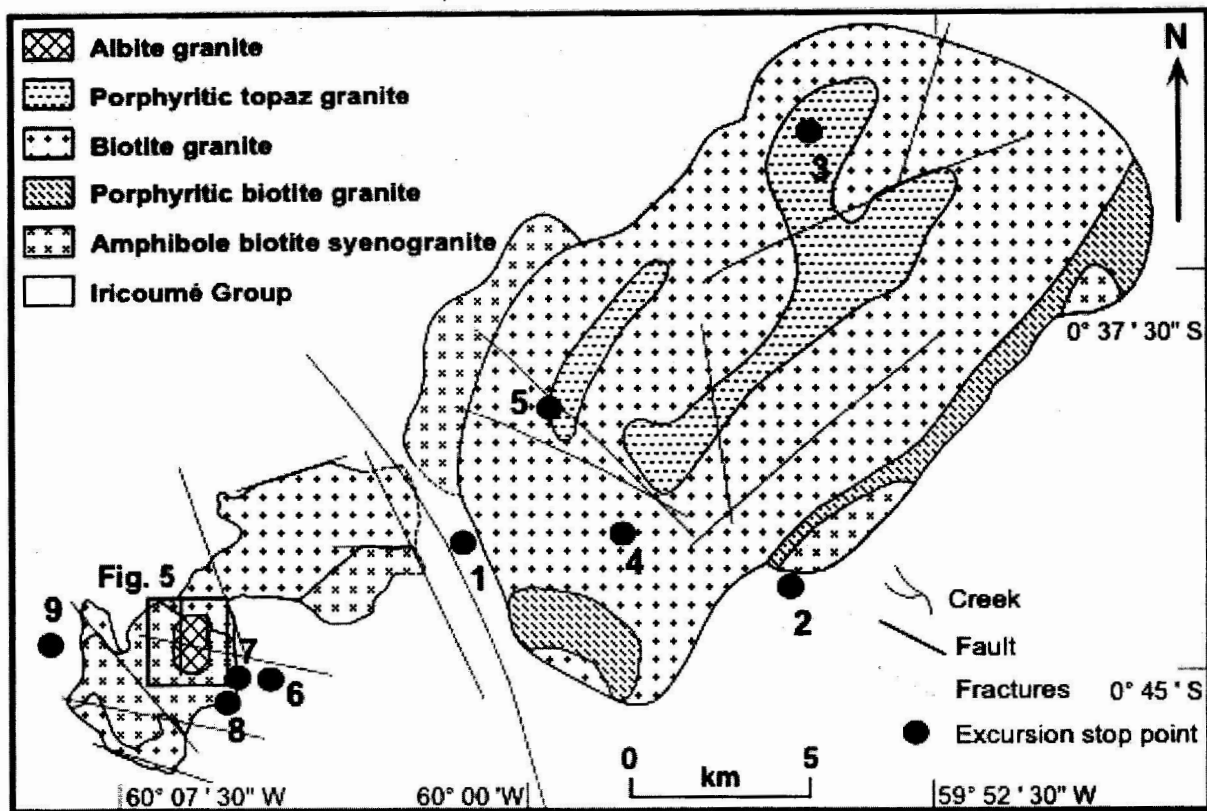 Albite granite
Porphyritic topaz granite
Biotite granite
Porphyritic biotite granite
Amphibole biotite syenogranite
Iricoumé Group
N
3
0° 37 ' 30" S
5
4
1
2
Fig. 5
9
7
6
8
Creek
Fault
Fractures 0° 45 ' S
Excursion stop point
0 5
km
60° 07 ' 30" W 60° 00 'W 59° 52 ' 30" W